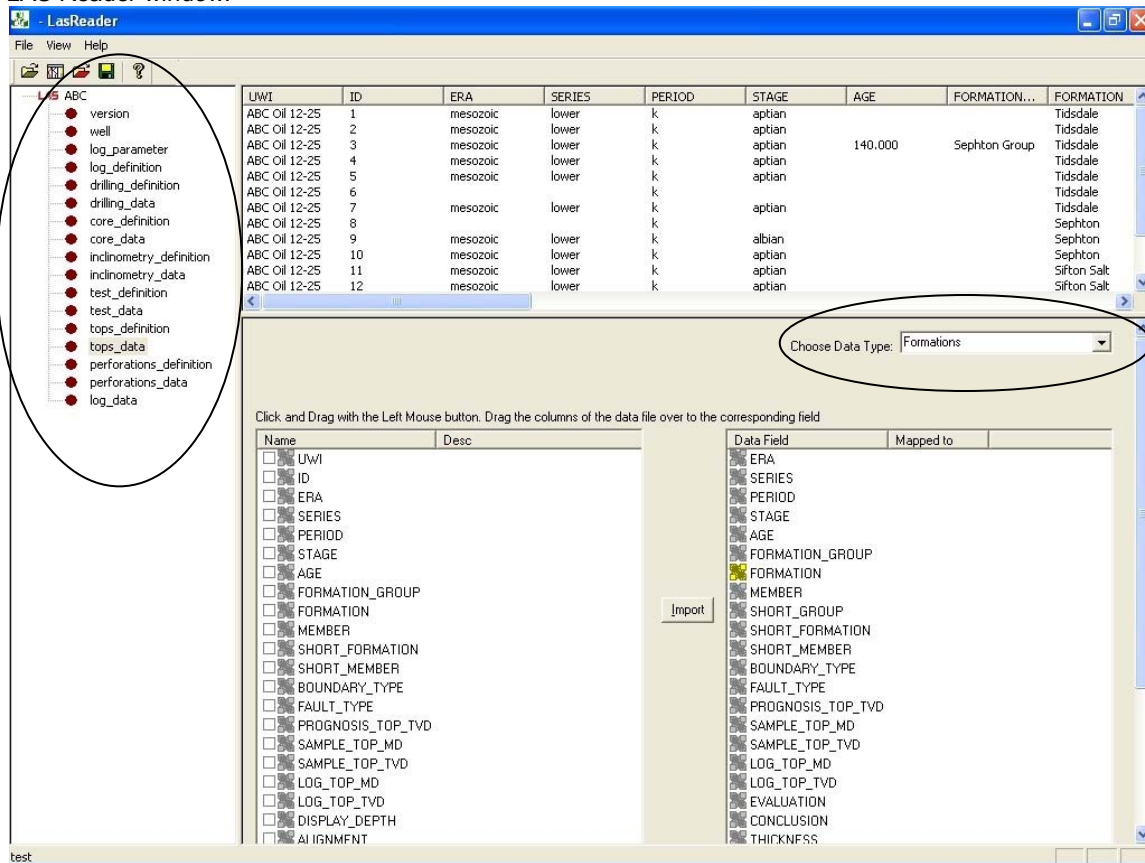 LAS Reader window
- LasReader
File View Help
LAS ABC
version
well
log_parameter
log_definition
drilling_definition
drilling_data
core_definition
core_data
inclinometry_definition
inclinometry_data
test_definition
test_data
tops_definition
tops_data
perforations_definition
perforations_data
log_data
UWI ID ERA SERIES PERIOD STAGE AGE FORMATION... FORMATION
ABC Oil 12-25 1 mesozoic lower k aptian Tidsdale
ABC Oil 12-25 2 mesozoic lower k aptian Tidsdale
ABC Oil 12-25 3 mesozoic lower k aptian 140.000 Sephton Group Tidsdale
ABC Oil 12-25 4 mesozoic lower k aptian Tidsdale
ABC Oil 12-25 5 mesozoic lower k aptian Tidsdale
ABC Oil 12-25 6 k Tidsdale
ABC Oil 12-25 7 mesozoic lower k aptian Tidsdale
ABC Oil 12-25 8 k Sephton
ABC Oil 12-25 9 mesozoic lower k albian Sephton
ABC Oil 12-25 10 mesozoic lower k aptian Sephton
ABC Oil 12-25 11 mesozoic lower k aptian Sifton Salt
ABC Oil 12-25 12 mesozoic lower k aptian Sifton Salt
Choose Data Type: Formations
Click and Drag with the Left Mouse button. Drag the columns of the data file over to the corresponding field
Name Desc
UWI
ID
ERA
SERIES
PERIOD
STAGE
AGE
FORMATION_GROUP
FORMATION
MEMBER
SHORT_FORMATION
SHORT_MEMBER
BOUNDARY_TYPE
FAULT_TYPE
PROGNOSIS_TOP_TVD
SAMPLE_TOP_MD
SAMPLE_TOP_TVD
LOG_TOP_MD
LOG_TOP_TVD
DISPLAY_DEPTH
ALIGNMENT
Import
Data Field Mapped to
ERA
SERIES
PERIOD
STAGE
AGE
FORMATION_GROUP
FORMATION
MEMBER
SHORT_GROUP
SHORT_FORMATION
SHORT_MEMBER
BOUNDARY_TYPE
FAULT_TYPE
PROGNOSIS_TOP_TVD
SAMPLE_TOP_MD
SAMPLE_TOP_TVD
LOG_TOP_MD
LOG_TOP_TVD
EVALUATION
CONCLUSION
THICKNESS
test